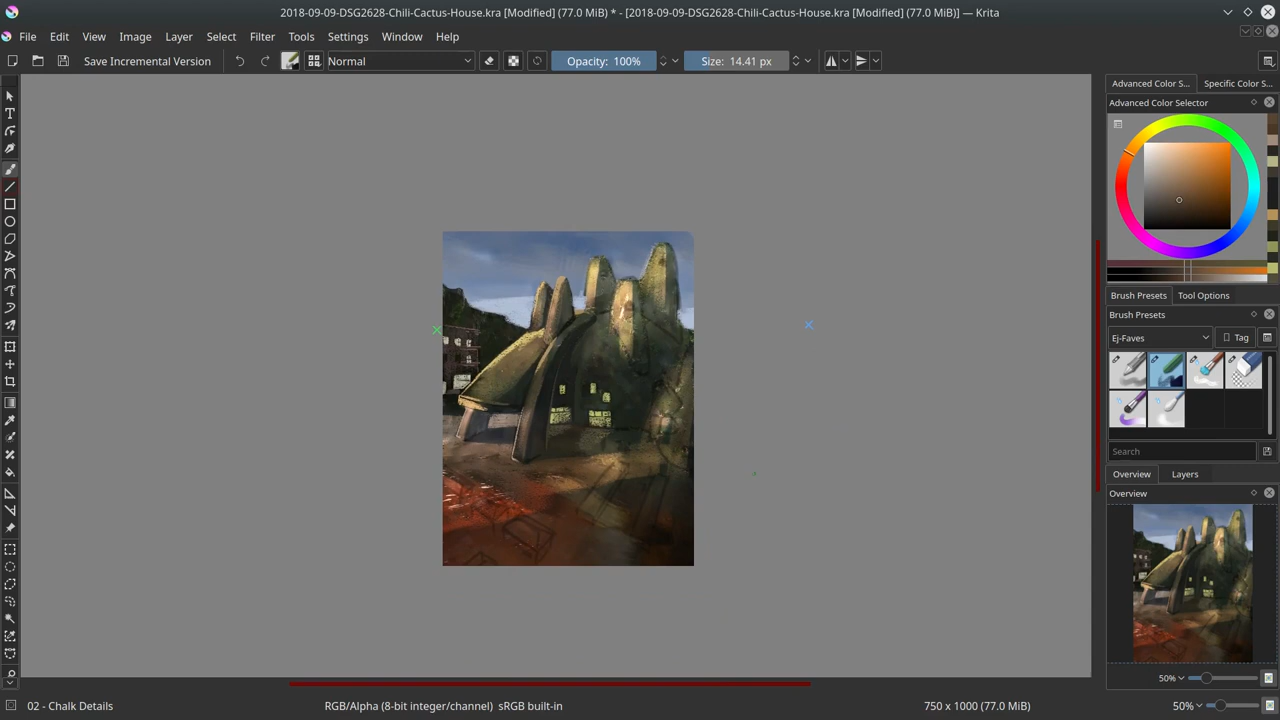 2018-09-09-DSG2628-Chili-Cactus-House.kra [Modified] (77.0 MiB) * - [2018-09-09-DSG2628-Chili-Cactus-House.kra [Modified] (77.0 MiB)] — Krita
File Edit View Image Layer Select Filter Tools Settings Window Help
Save Incremental Version Normal Opacity: 100% Size: 14.41 px
Advanced Color S... Specific Color S...
Advanced Color Selector
Brush Presets Tool Options
Brush Presets
Ej-Faves Tag
Search
Overview Layers
Overview
50%
02 - Chalk Details RGB/Alpha (8-bit integer/channel) sRGB built-in 750 x 1000 (77.0 MiB) 50%